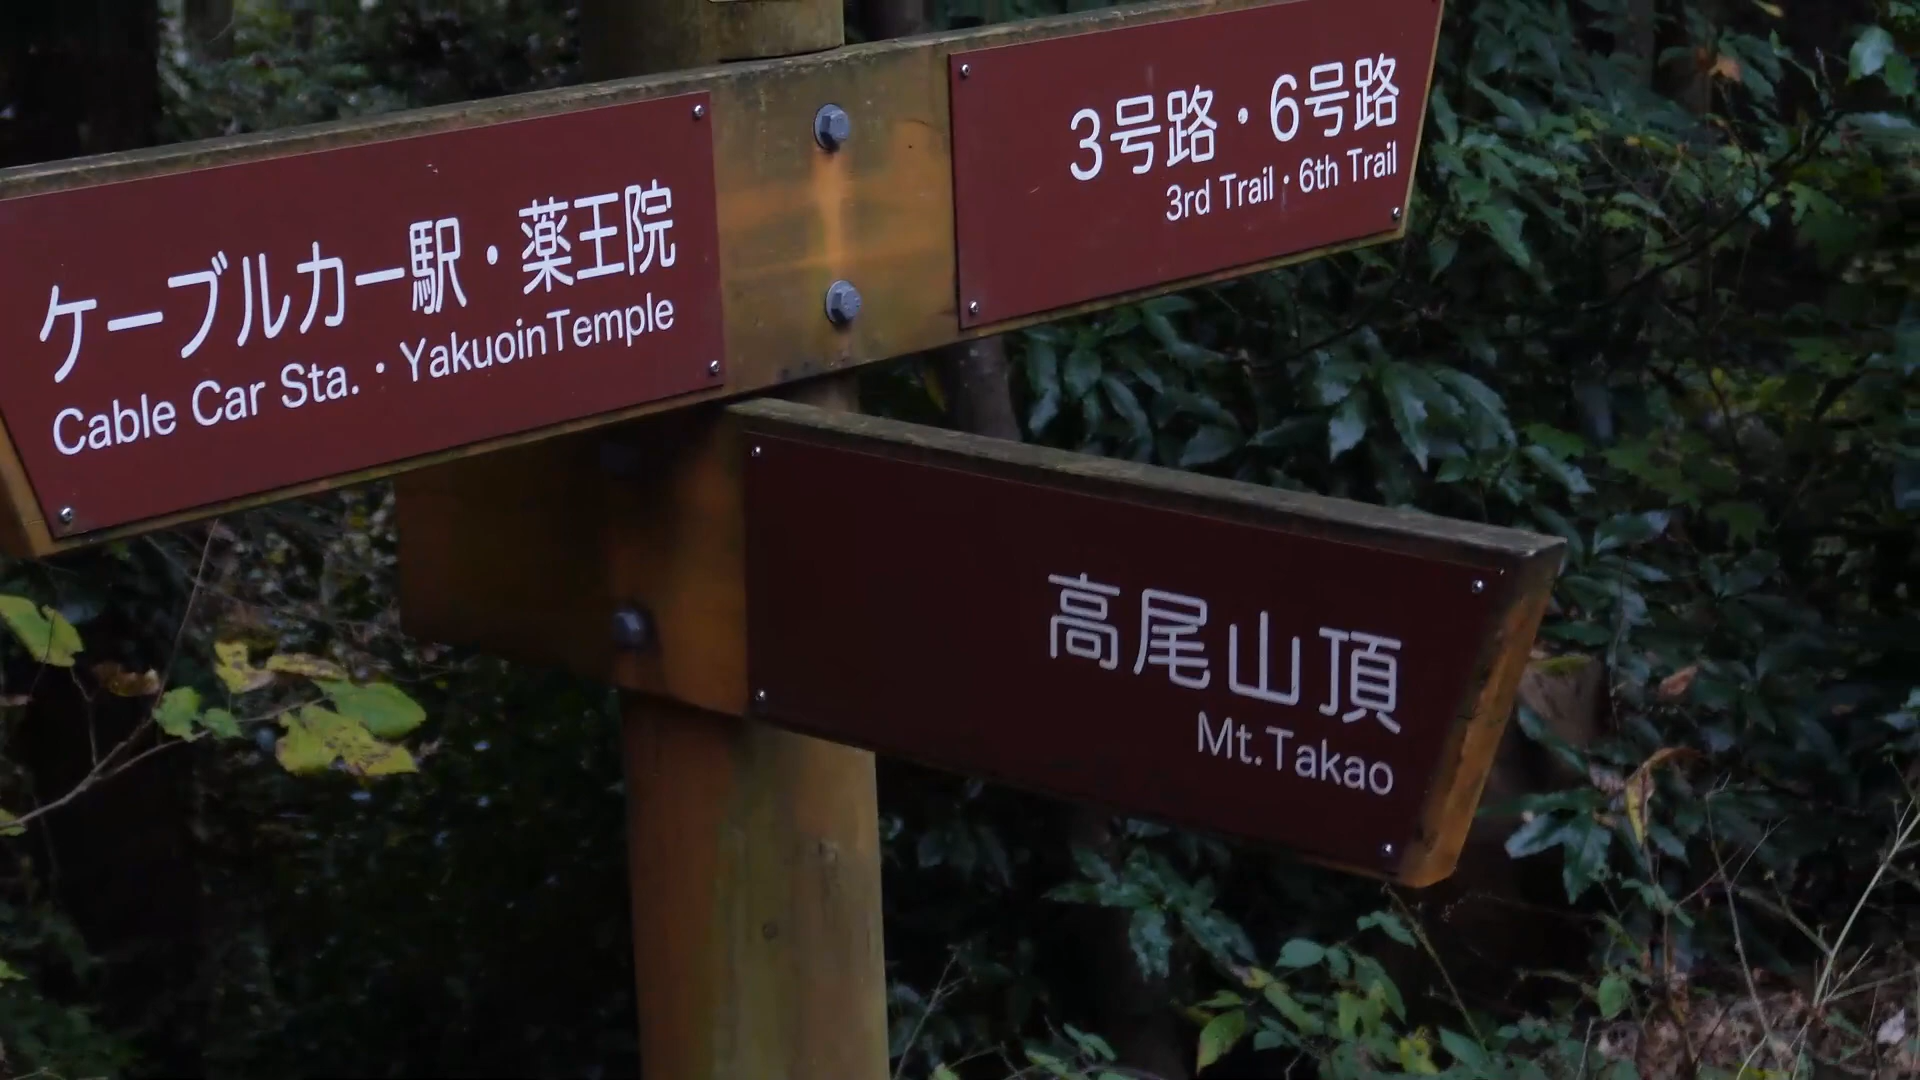 ケーブルカー駅・薬王院
Cable Car Sta.・YakuoinTemple
3号路・6号路
3rd Trail・6th Trail
高尾山頂
Mt.Takao